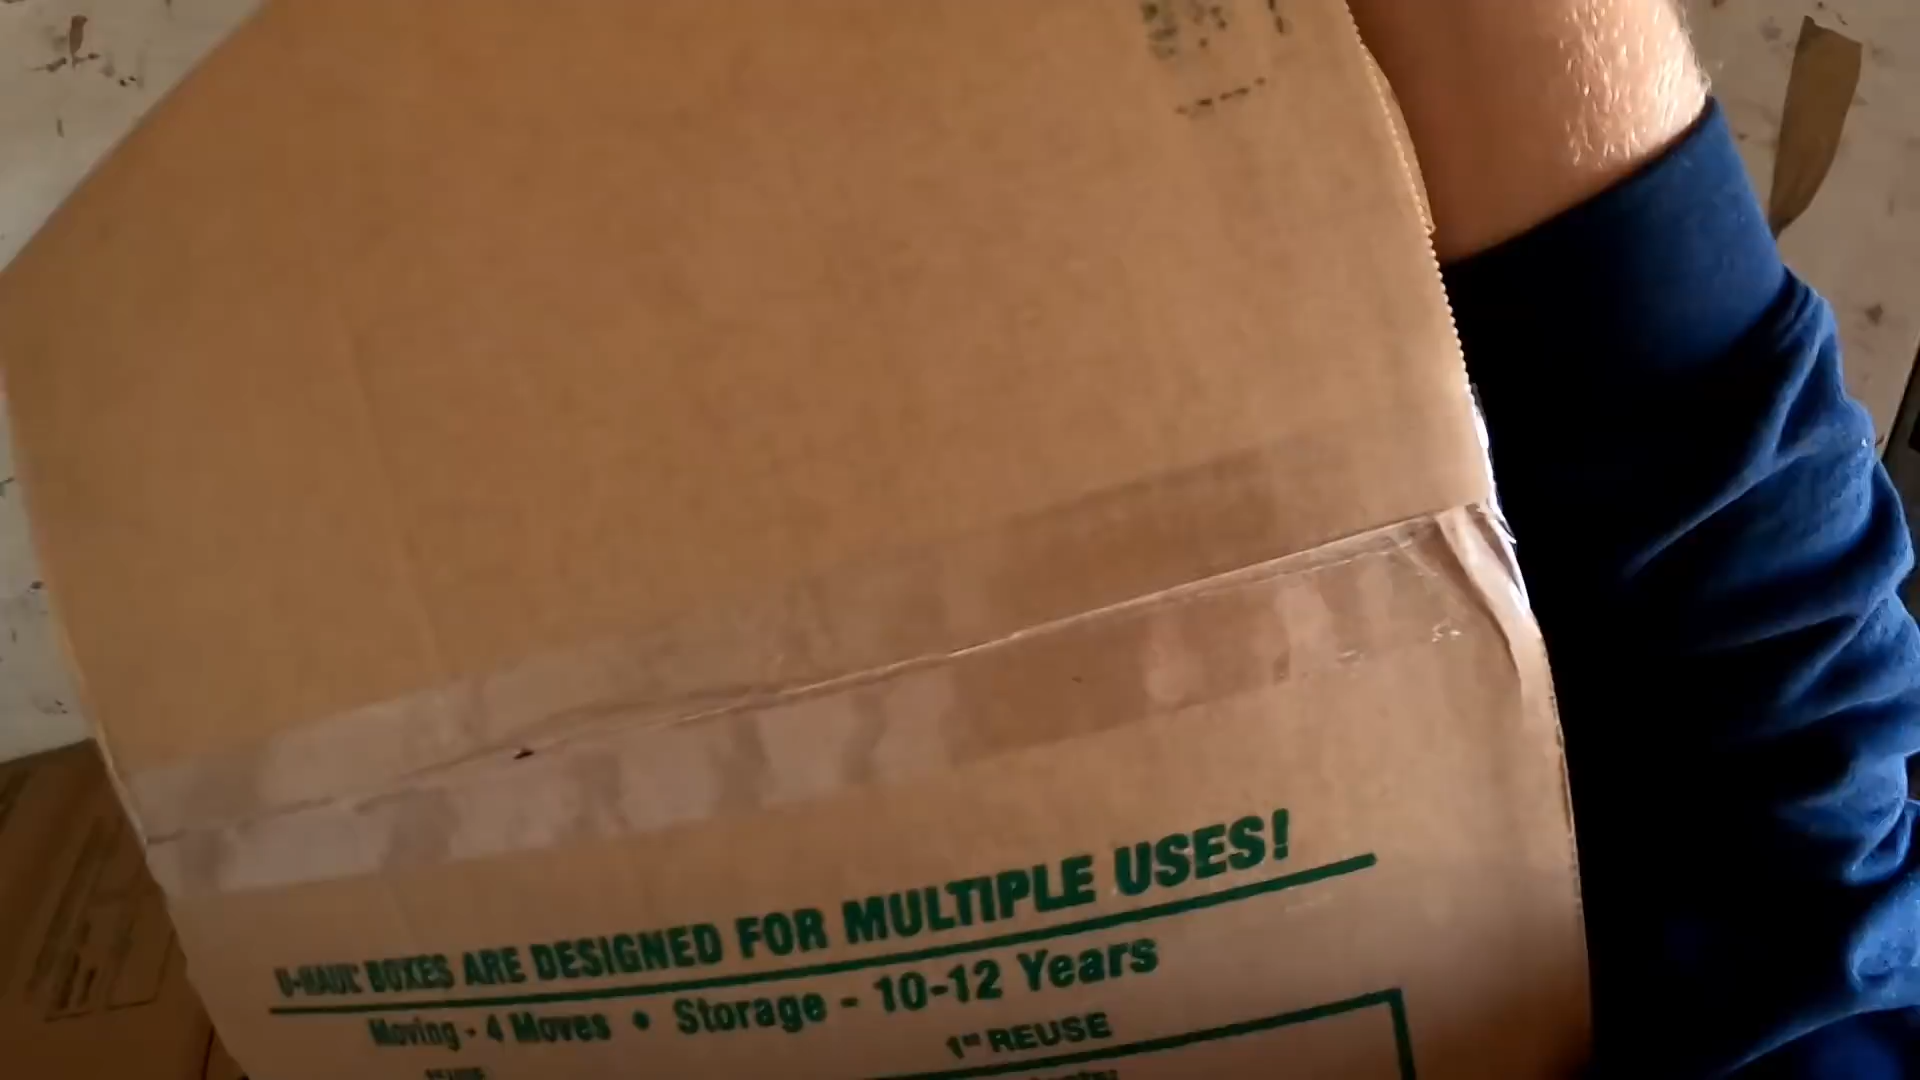 U-HAUL BOXES ARE DESIGNED FOR MULTIPLE USES!
Moving - 4 Moves • Storage - 10-12 Years
1ST REUSE